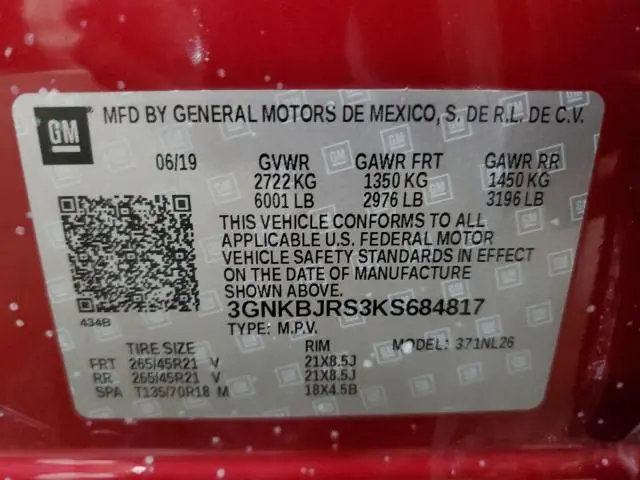 GM MFD BY GENERAL MOTORS DE MEXICO, S. DE R.L. DE C.V.
06/19 GVWR GAWR FRT GAWR RR
2722 KG 1350 KG 1450 KG
6001 LB 2976 LB 3196 LB
THIS VEHICLE CONFORMS TO ALL
APPLICABLE U.S. FEDERAL MOTOR
VEHICLE SAFETY STANDARDS IN EFFECT
ON THE DATE OF MANUFACTURE
SHOWN ABOVE.
434B 3GNKBJRS3KS684817
TYPE: M.P.V. MODEL: 371NL26
TIRE SIZE RIM
FRT 265/45R21 V 21X8.5J
RR 265/45R21 V 21X8.5J
SPA T135/70R18 M 18X4.5B